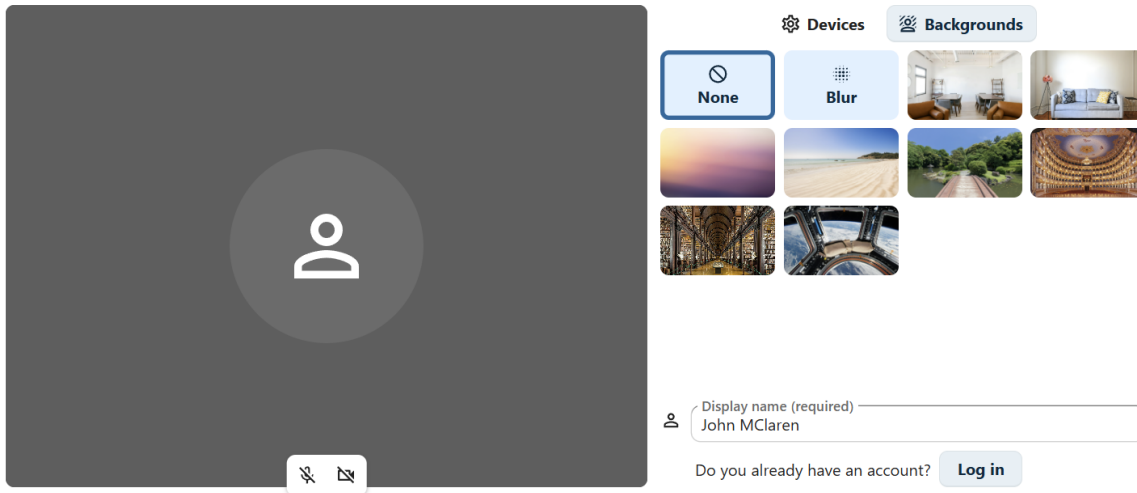 Devices
Backgrounds
None
Blur
Display name (required)
John MClaren
Do you already have an account?
Log in